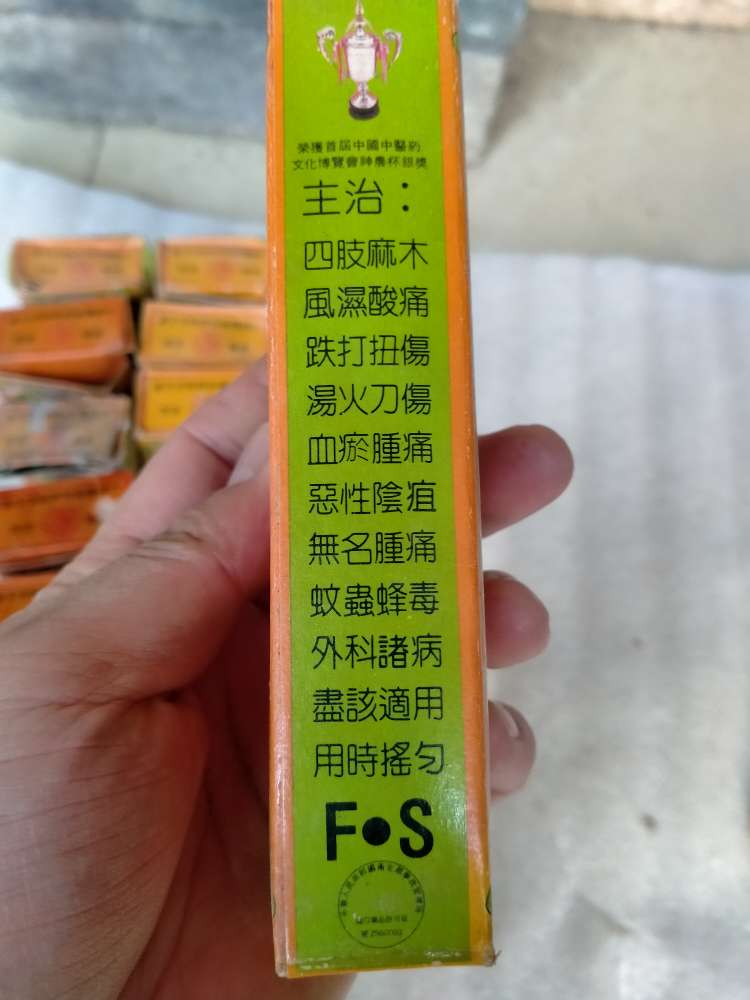 榮獲首屆中國中醫药
文化博覽會神農杯銀獎
主治：
四肢麻木
風濕酸痛
跌打扭傷
湯火刀傷
血瘀腫痛
惡性陰疽
無名腫痛
蚊蟲蜂毒
外科諸病
盡該適用
用時搖勻
F•S